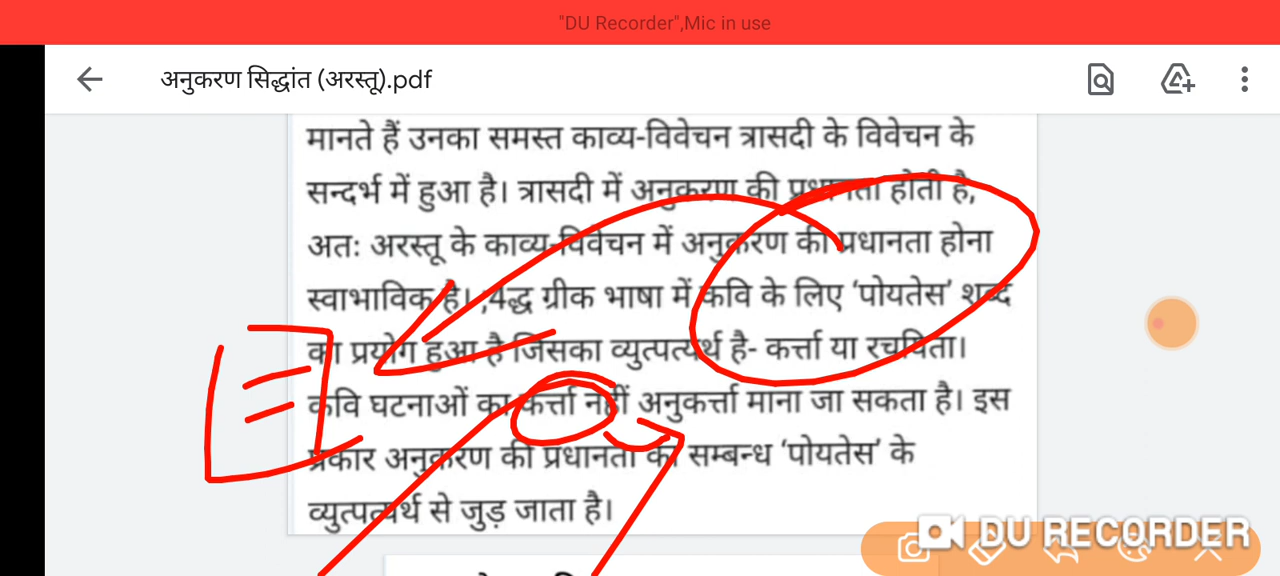 "DU Recorder",Mic in use
अनुकरण सिद्धांत (अरस्तू).pdf
मानते हैं उनका समस्त काव्य-विवेचन त्रासदी के विवेचन के
सन्दर्भ में हुआ है। त्रासदी में अनुकरण की प्रधानता होती है,
अतः अरस्तू के काव्य-विवेचन में अनुकरण की प्रधानता होना
स्वाभाविक है। ,4द्ध ग्रीक भाषा में कवि के लिए ‘पोयतेस’ शब्द
का प्रयोग हुआ है जिसका व्युत्पत्यर्थ है- कर्त्ता या रचयिता।
कवि घटनाओं का कर्त्ता नहीं अनुकर्त्ता माना जा सकता है। इस
प्रकार अनुकरण की प्रधानता का सम्बन्ध ‘पोयतेस’ के
व्युत्पत्यर्थ से जुड़ जाता है।
DU RECORDER